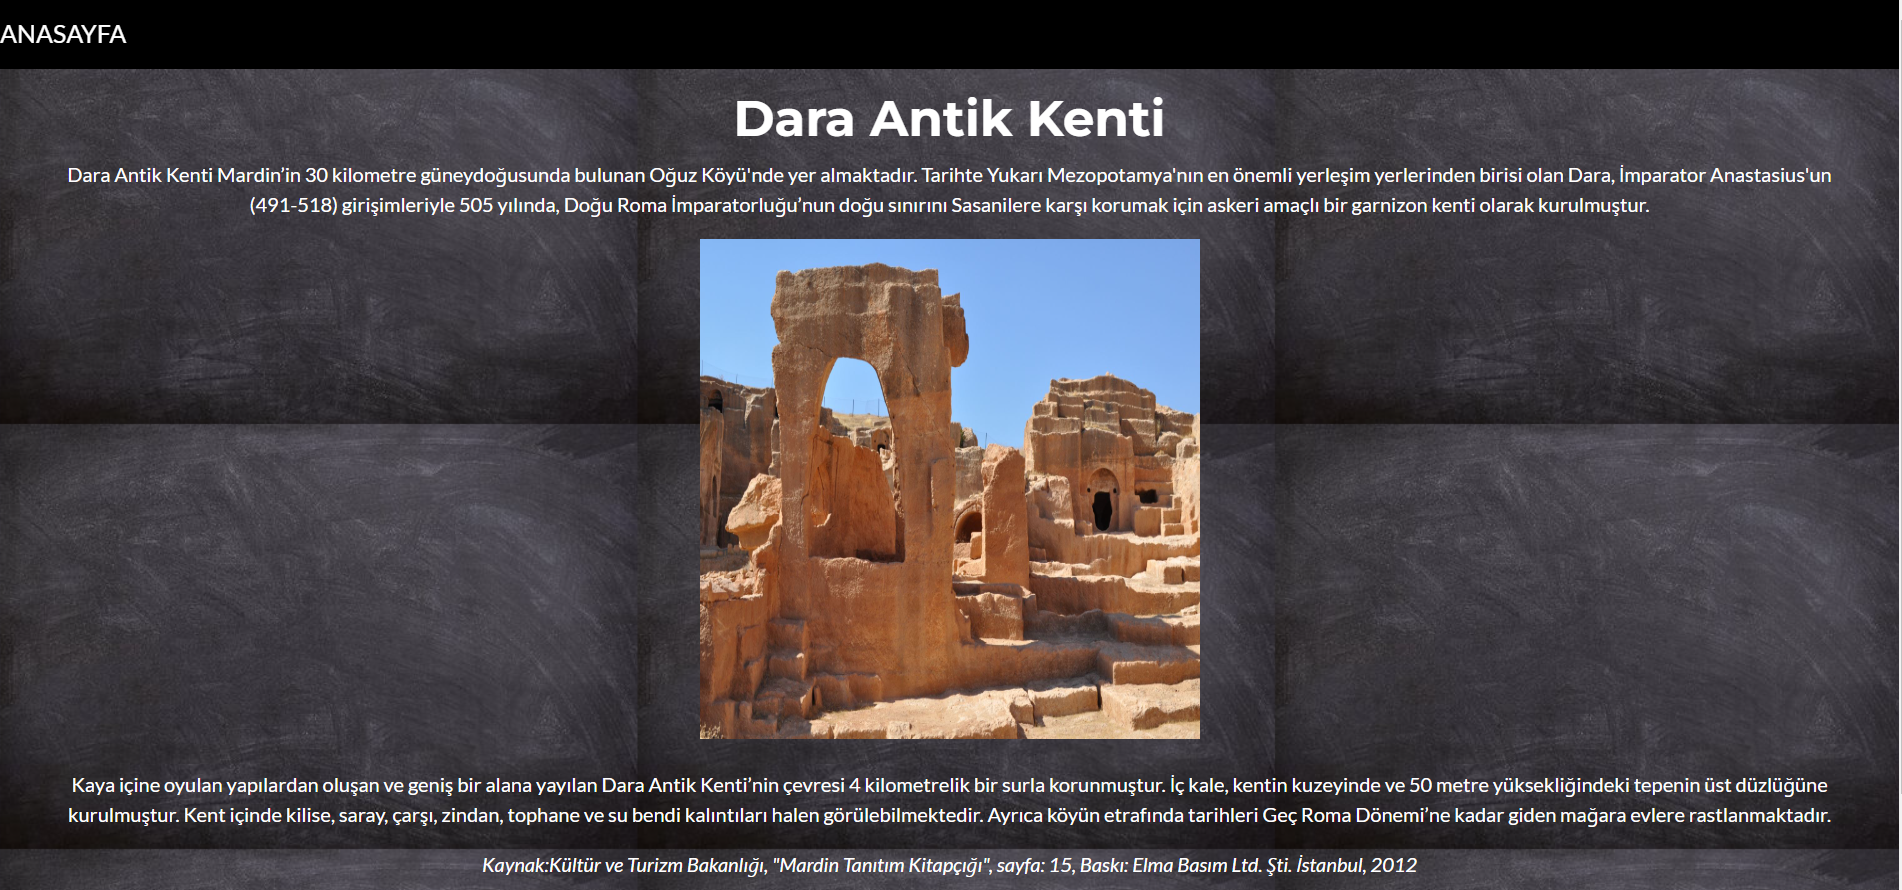 ANASAYFA
Dara Antik Kenti
Dara Antik Kenti Mardin’in 30 kilometre güneydoğusunda bulunan Oğuz Köyü'nde yer almaktadır. Tarihte Yukarı Mezopotamya'nın en önemli yerleşim yerlerinden birisi olan Dara, İmparator Anastasius'un
(491-518) girişimleriyle 505 yılında, Doğu Roma İmparatorluğu’nun doğu sınırını Sasanilere karşı korumak için askeri amaçlı bir garnizon kenti olarak kurulmuştur.
Kaya içine oyulan yapılardan oluşan ve geniş bir alana yayılan Dara Antik Kenti’nin çevresi 4 kilometrelik bir surla korunmuştur. İç kale, kentin kuzeyinde ve 50 metre yüksekliğindeki tepenin üst düzlüğüne
kurulmuştur. Kent içinde kilise, saray, çarşı, zindan, tophane ve su bendi kalıntıları halen görülebilmektedir. Ayrıca köyün etrafında tarihleri Geç Roma Dönemi’ne kadar giden mağara evlere rastlanmaktadır.
Kaynak:Kültür ve Turizm Bakanlığı, "Mardin Tanıtım Kitapçığı", sayfa: 15, Baskı: Elma Basım Ltd. Şti. İstanbul, 2012